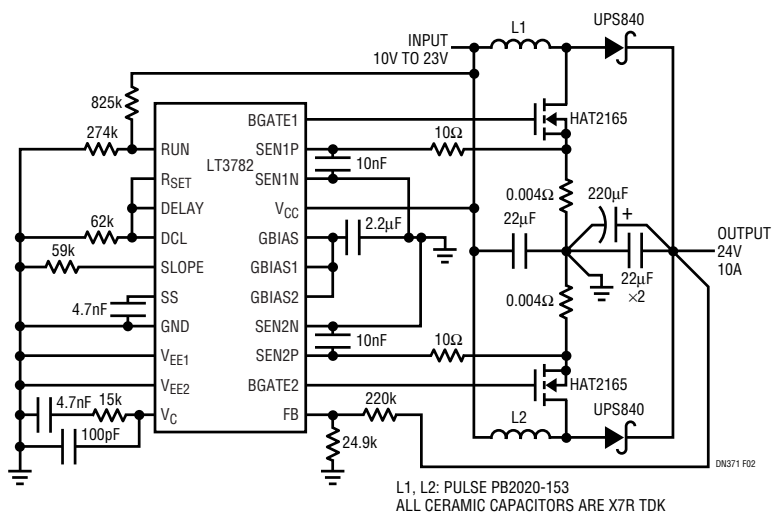 L1
UPS840
INPUT
10V TO 23V
825k
BGATE1
HAT2165
274k
10Ω
RUN
SEN1P
LT3782
10nF
RSET
SEN1N
0.004Ω
220µF
DELAY
VCC
+
62k
2.2µF
22µF
OUTPUT
24V
10A
DCL
GBIAS
59k
SLOPE
GBIAS1
22µF
×2
SS
GBIAS2
4.7nF
0.004Ω
GND
SEN2N
10nF
10Ω
VEE1
SEN2P
VEE2
BGATE2
HAT2165
4.7nF
15k
220k
UPS840
VC
FB
100pF
L2
24.9k
DN371 F02
L1, L2: PULSE PB2020-153
ALL CERAMIC CAPACITORS ARE X7R TDK